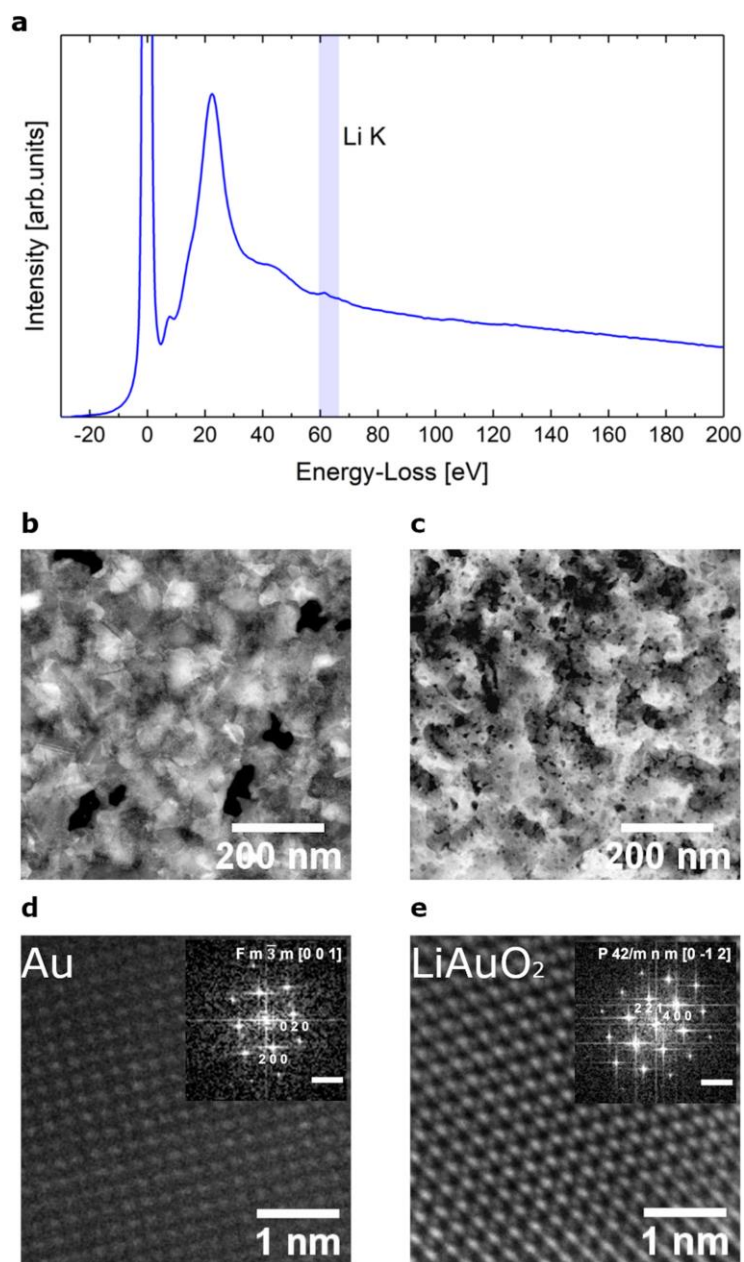 a
Intensity [arb.units]
Li K
-20 0 20 40 60 80 100 120 140 160 180 200
Energy-Loss [eV]
b
200 nm
c
200 nm
d
Au
F m 3̅ m [0 0 1]
0 2 0
2 0 0
1 nm
e
LiAuO₂
P 42/m n m [0 -1 2]
2 2 1
4 0 0
1 nm